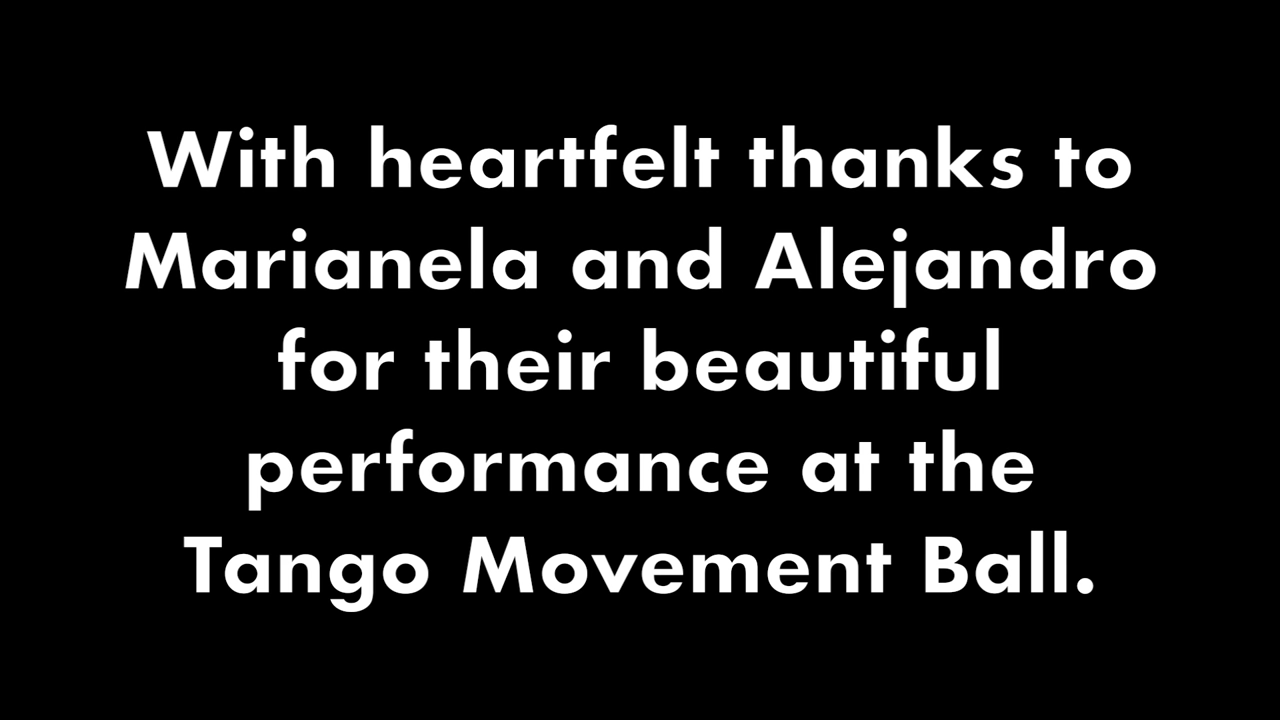 With heartfelt thanks to
Marianela and Alejandro
for their beautiful
performance at the
Tango Movement Ball.